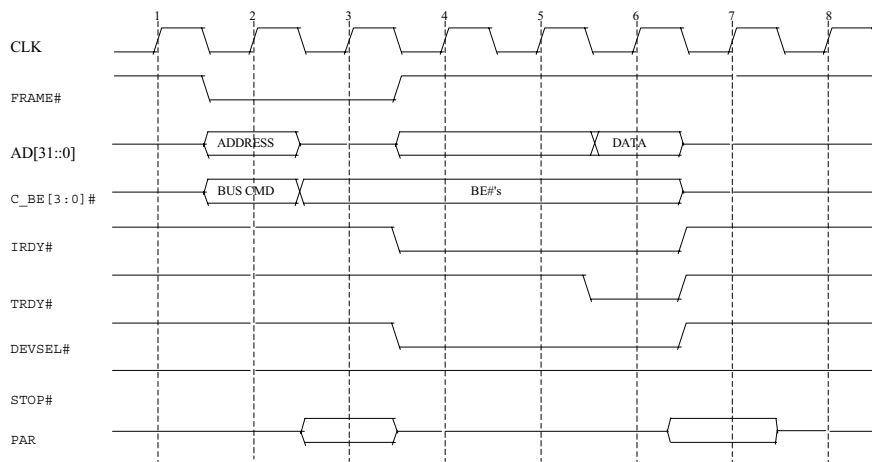 1 2 3 4 5 6 7 8
CLK
FRAME#
AD[31::0] ADDRESS DATA
C_BE[3:0]# BUS CMD BE#'s
IRDY#
TRDY#
DEVSEL#
STOP#
PAR